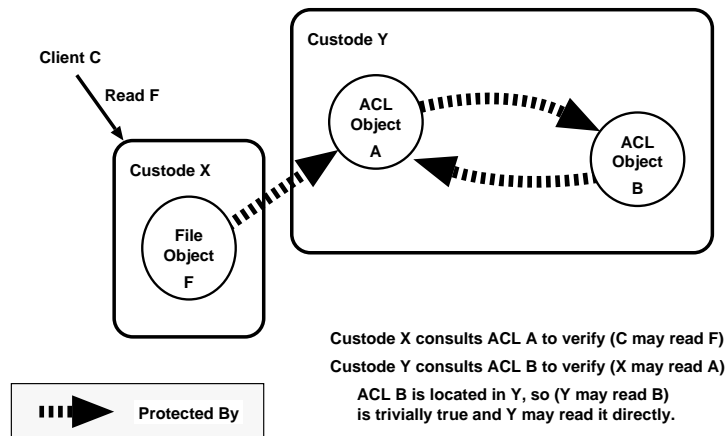 Custode Y
Client C
Read F
ACL
Object
A
ACL
Object
B
Custode X
File
Object
F
Custode X consults ACL A to verify (C may read F)
Custode Y consults ACL B to verify (X may read A)
ACL B is located in Y, so (Y may read B)
is trivially true and Y may read it directly.
Protected By